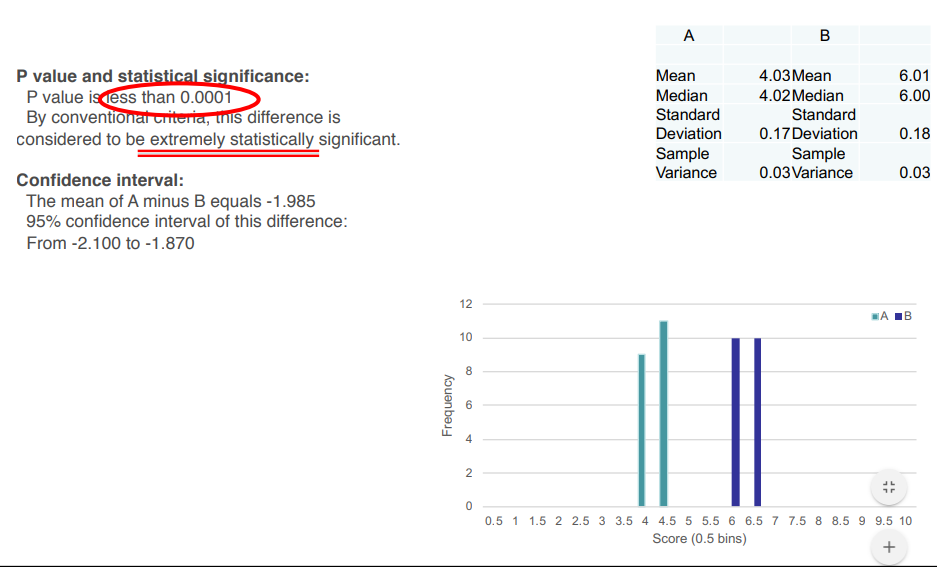 P value and statistical significance:
P value is less than 0.0001
By conventional criteria, this difference is
considered to be extremely statistically significant.
Confidence interval:
The mean of A minus B equals -1.985
95% confidence interval of this difference:
From -2.100 to -1.870
A B
Mean 4.03 Mean 6.01
Median 4.02 Median 6.00
Standard Standard
Deviation 0.17 Deviation 0.18
Sample Sample
Variance 0.03 Variance 0.03
A B
12
10
8
6
4
2
0
Frequency
0.5 1 1.5 2 2.5 3 3.5 4 4.5 5 5.5 6 6.5 7 7.5 8 8.5 9 9.5 10
Score (0.5 bins)